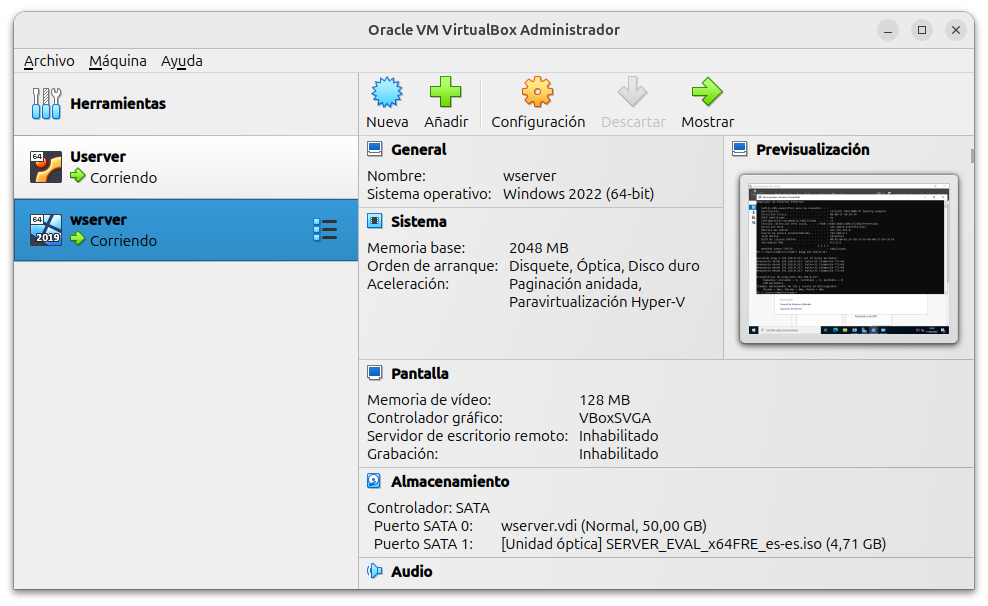 Oracle VM VirtualBox Administrador
Archivo Máquina Ayuda
Herramientas
Nueva Añadir Configuración Descartar Mostrar
64
Userver
Corriendo
64
2019
wserver
Corriendo
General
Nombre: wserver
Sistema operativo: Windows 2022 (64-bit)
Sistema
Memoria base: 2048 MB
Orden de arranque: Disquete, Óptica, Disco duro
Aceleración: Paginación anidada,
Paravirtualización Hyper-V
Previsualización
Pantalla
Memoria de vídeo: 128 MB
Controlador gráfico: VBoxSVGA
Servidor de escritorio remoto: Inhabilitado
Grabación: Inhabilitado
Almacenamiento
Controlador: SATA
Puerto SATA 0: wserver.vdi (Normal, 50,00 GB)
Puerto SATA 1: [Unidad óptica] SERVER_EVAL_x64FRE_es-es.iso (4,71 GB)
Audio